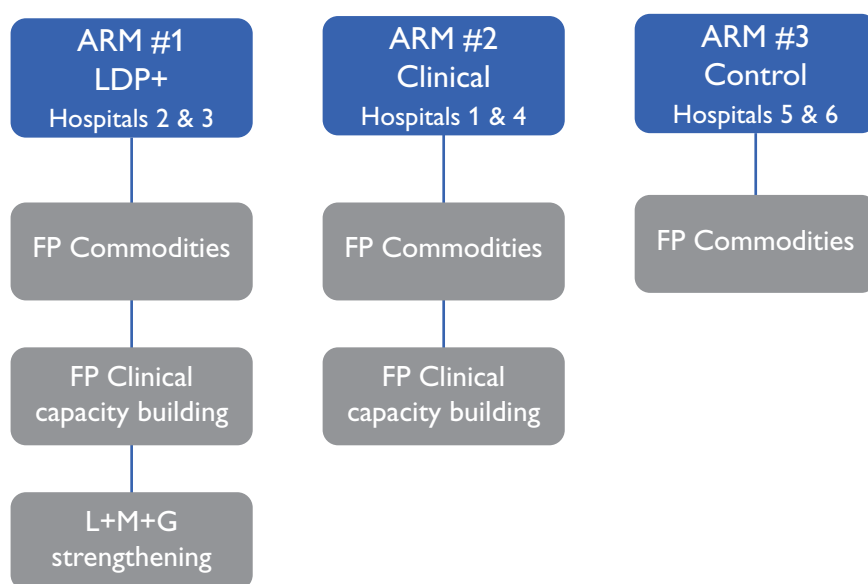 ARM #1
LDP+
Hospitals 2 & 3
FP Commodities
FP Clinical
capacity building
L+M+G
strengthening
ARM #2
Clinical
Hospitals 1 & 4
FP Commodities
FP Clinical
capacity building
ARM #3
Control
Hospitals 5 & 6
FP Commodities